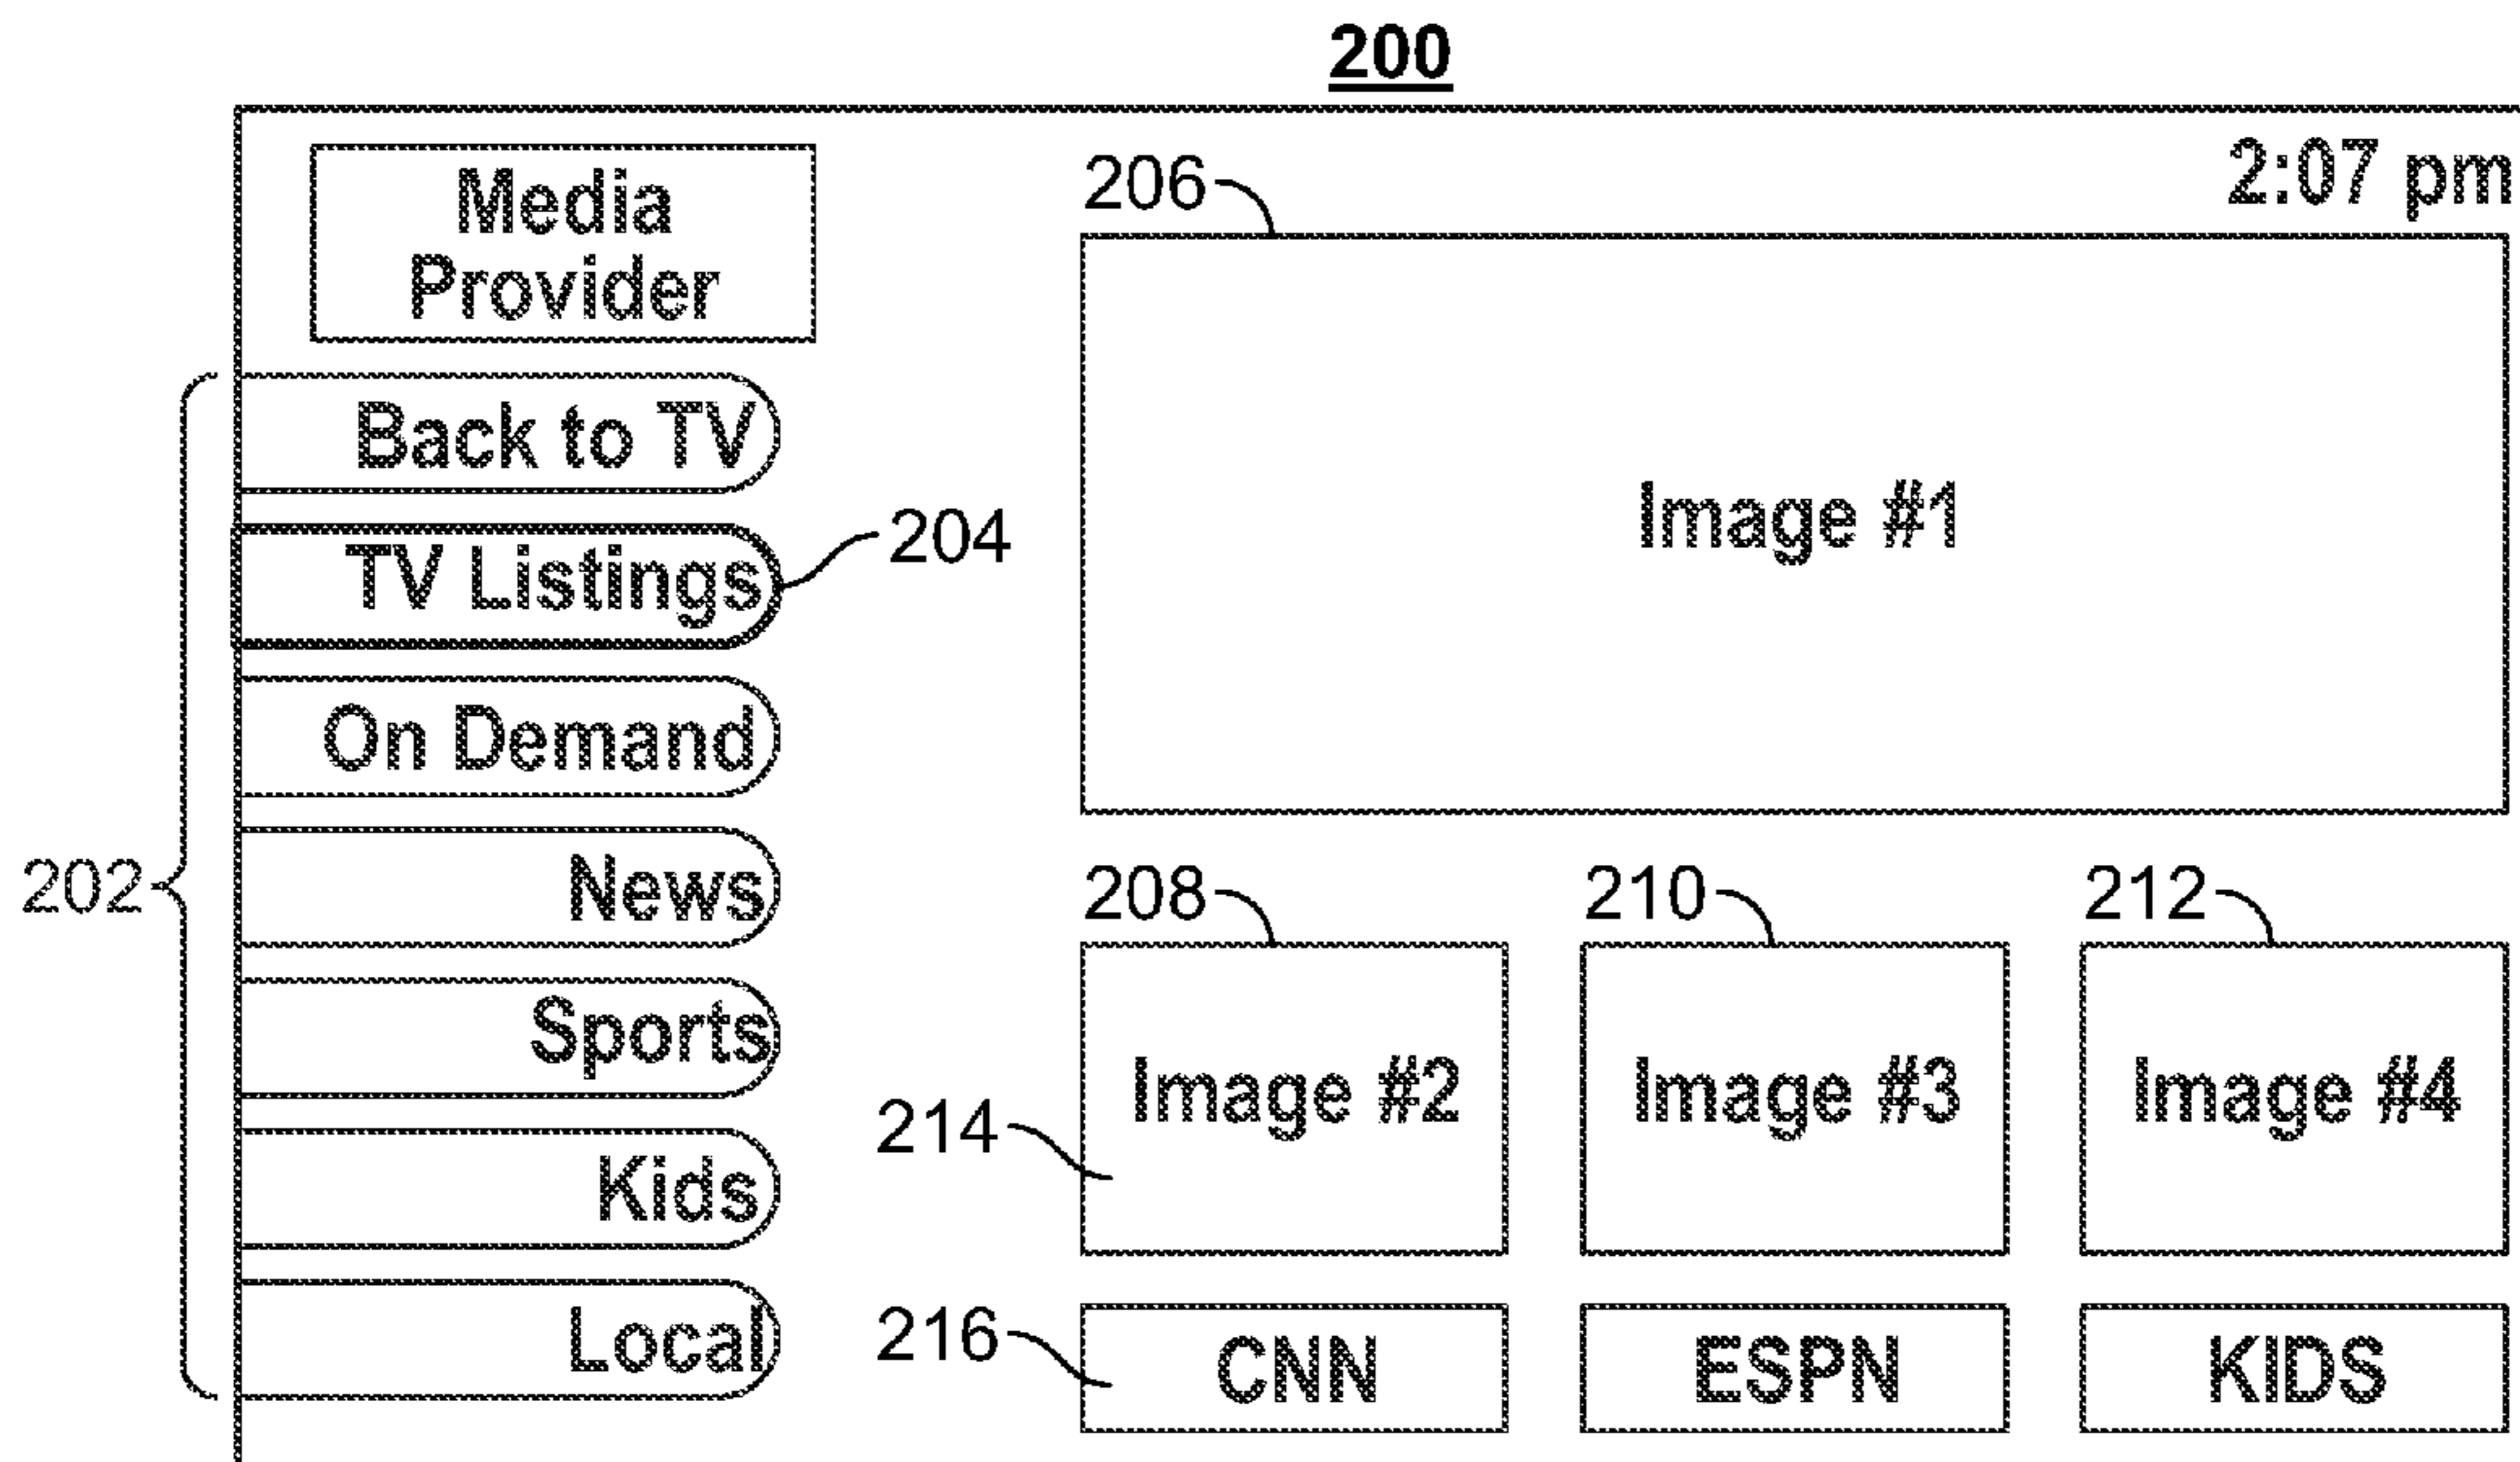 200
2:07 pm
Media
Provider
206
Back to TV
Image #1
TV Listings
204
On Demand
202
News
208
210
212
Sports
Image #2
Image #3
Image #4
214
Kids
Local
216
CNN
ESPN
KIDS